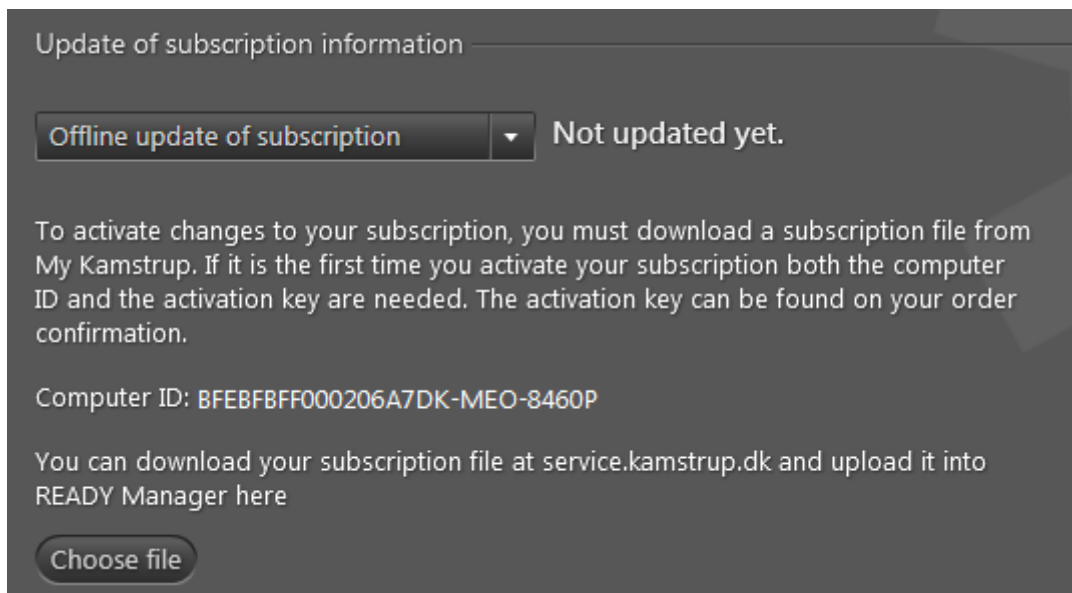 Update of subscription information
Offline update of subscription
Not updated yet.
To activate changes to your subscription, you must download a subscription file from
My Kamstrup. If it is the first time you activate your subscription both the computer
ID and the activation key are needed. The activation key can be found on your order
confirmation.
Computer ID: BFEBFBFF000206A7DK-MEO-8460P
You can download your subscription file at service.kamstrup.dk and upload it into
READY Manager here
Choose file